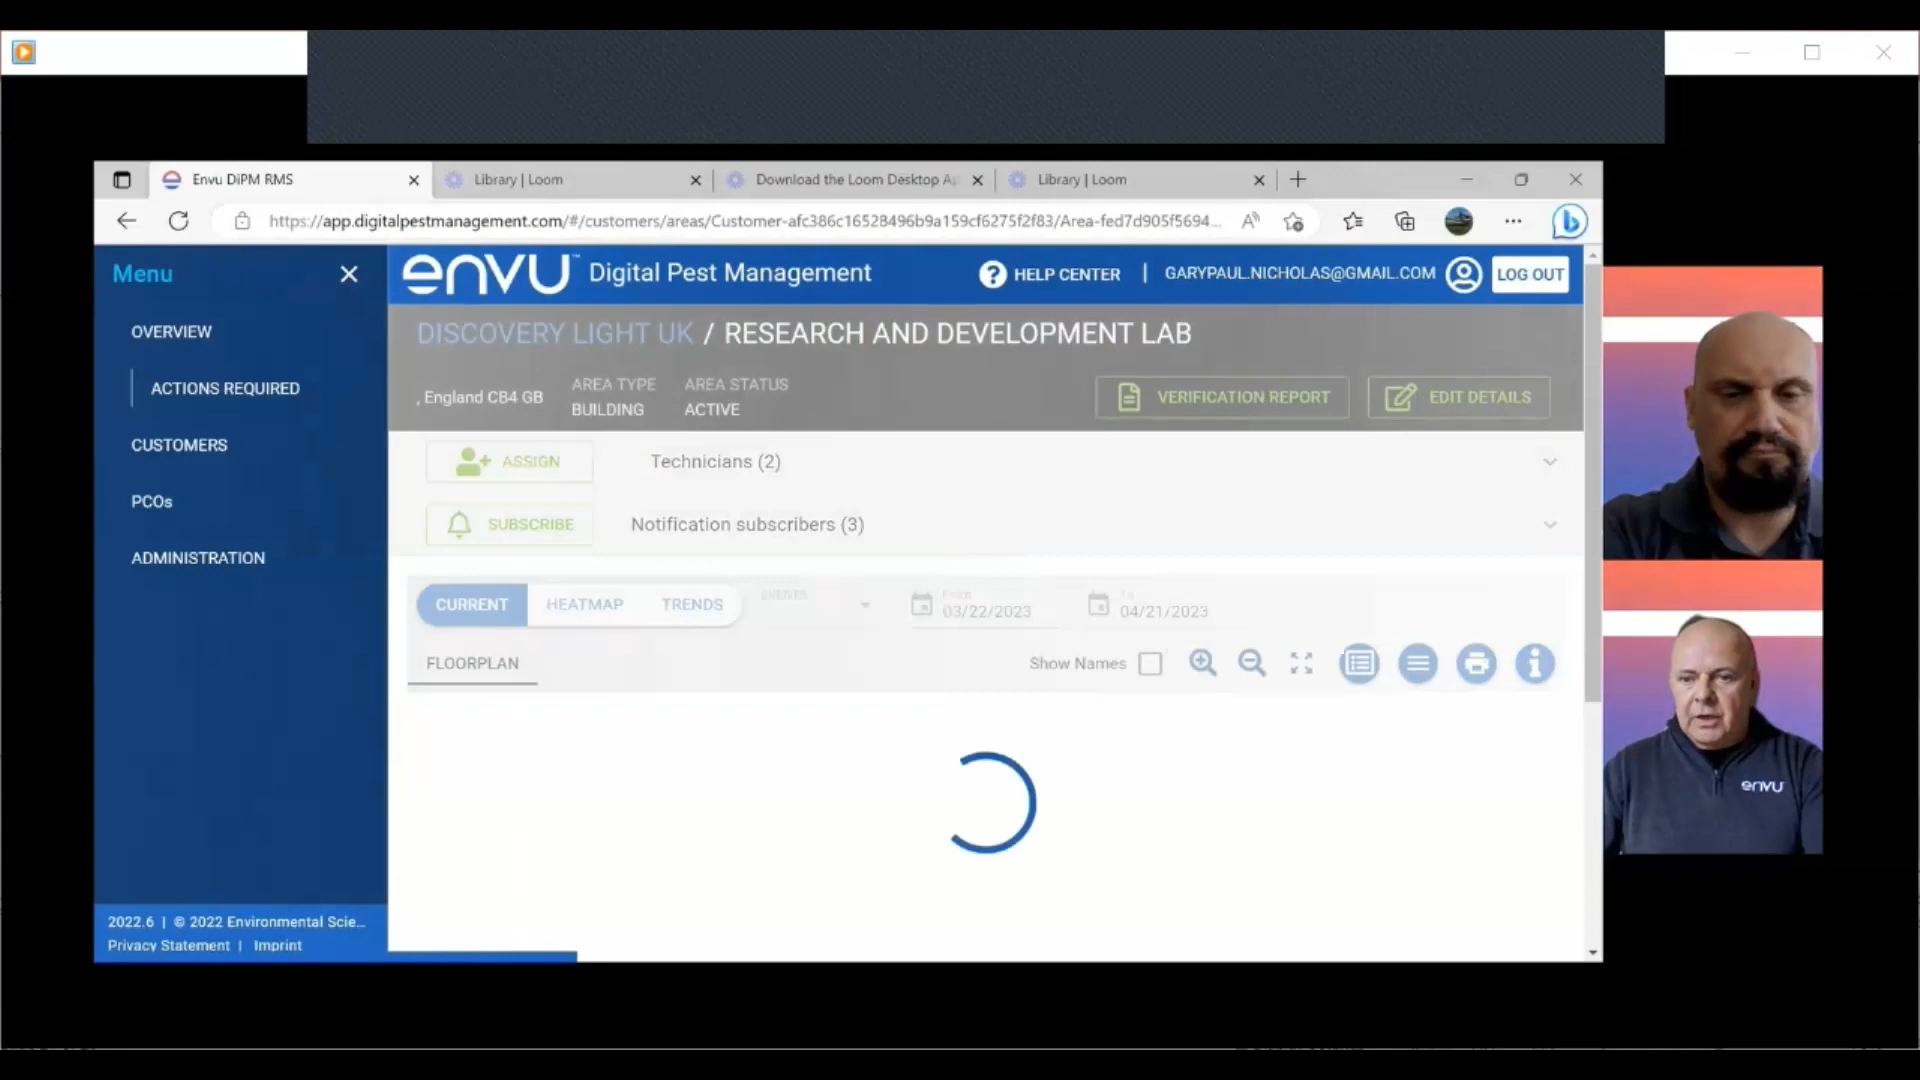 Envu DiPM RMS
Library | Loom
Download the Loom Desktop Ap
Library | Loom
https://app.digitalpestmanagement.com/#/customers/areas/Customer-afc386c16528496b9a159cf6275f2f83/Area-fed7d905f5694...
Menu
envu™ Digital Pest Management
HELP CENTER | GARYPAUL.NICHOLAS@GMAIL.COM LOG OUT
OVERVIEW
ACTIONS REQUIRED
CUSTOMERS
PCOs
ADMINISTRATION
DISCOVERY LIGHT UK / RESEARCH AND DEVELOPMENT LAB
, England CB4 GB
AREA TYPE
BUILDING
AREA STATUS
ACTIVE
VERIFICATION REPORT
EDIT DETAILS
ASSIGN
Technicians (2)
SUBSCRIBE
Notification subscribers (3)
CURRENT HEATMAP TRENDS
EVENTS
From
03/22/2023
To
04/21/2023
FLOORPLAN
Show Names
envu
2022.6 | © 2022 Environmental Scie...
Privacy Statement | Imprint